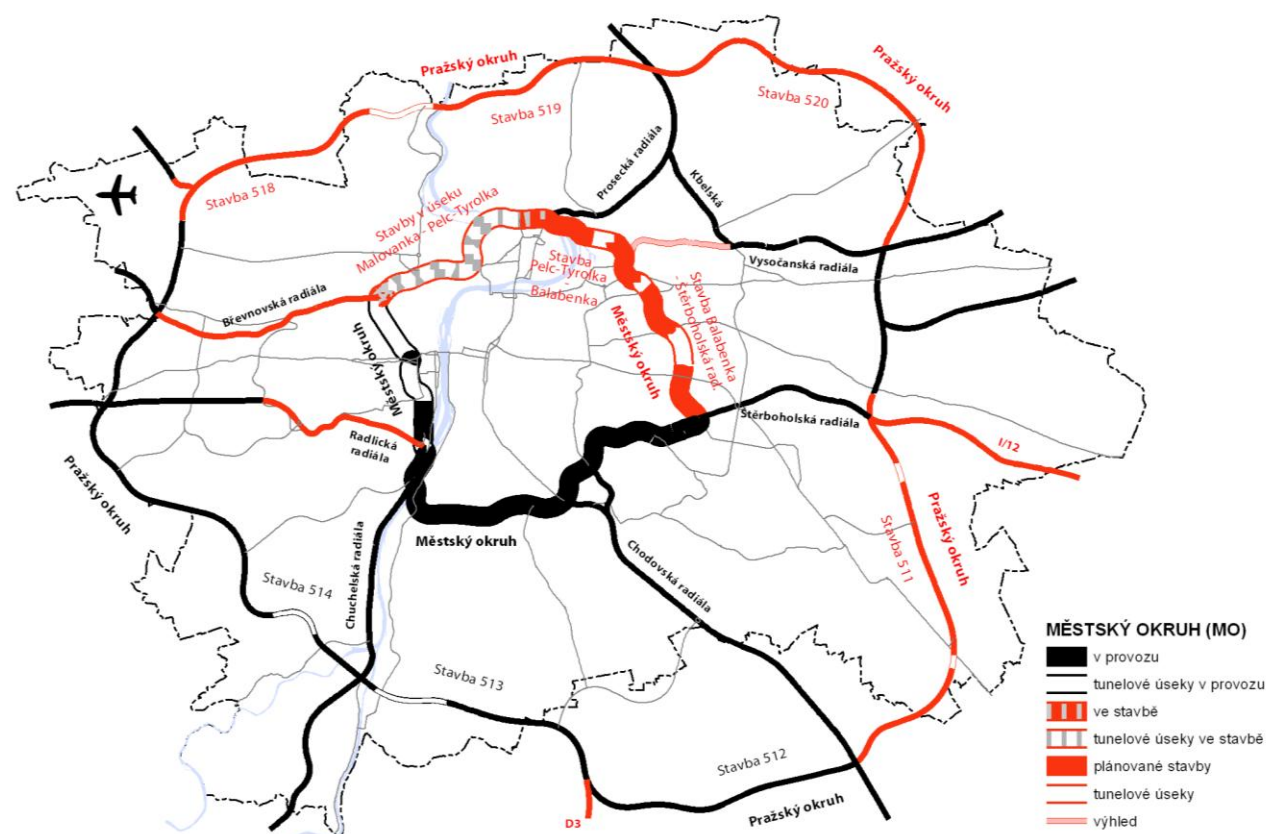 Pražský okruh
Stavba 519
Stavba 520
Pražský okruh
Stavba 518
Prosecká radiála
Kbelská
Stavby v úseku
Malovanka - Pelc-Tyrolka
Vysočanská radiála
Stavba
Pelc-Tyrolka
- Balabenka
Břevnovská radiála
Stavba Balabenka
- Štěrboholská rad.
Městský okruh
Městský okruh
Štěrboholská radiála
I/12
Radlická
radiála
Pražský okruh
Městský okruh
Pražský okruh
Stavba 511
Chodovská radiála
Stavba 514
Chuchelská radiála
Stavba 513
Stavba 512
Pražský okruh
D3
MĚSTSKÝ OKRUH (MO)
v provozu
tunelové úseky v provozu
ve stavbě
tunelové úseky ve stavbě
plánované stavby
tunelové úseky
výhled